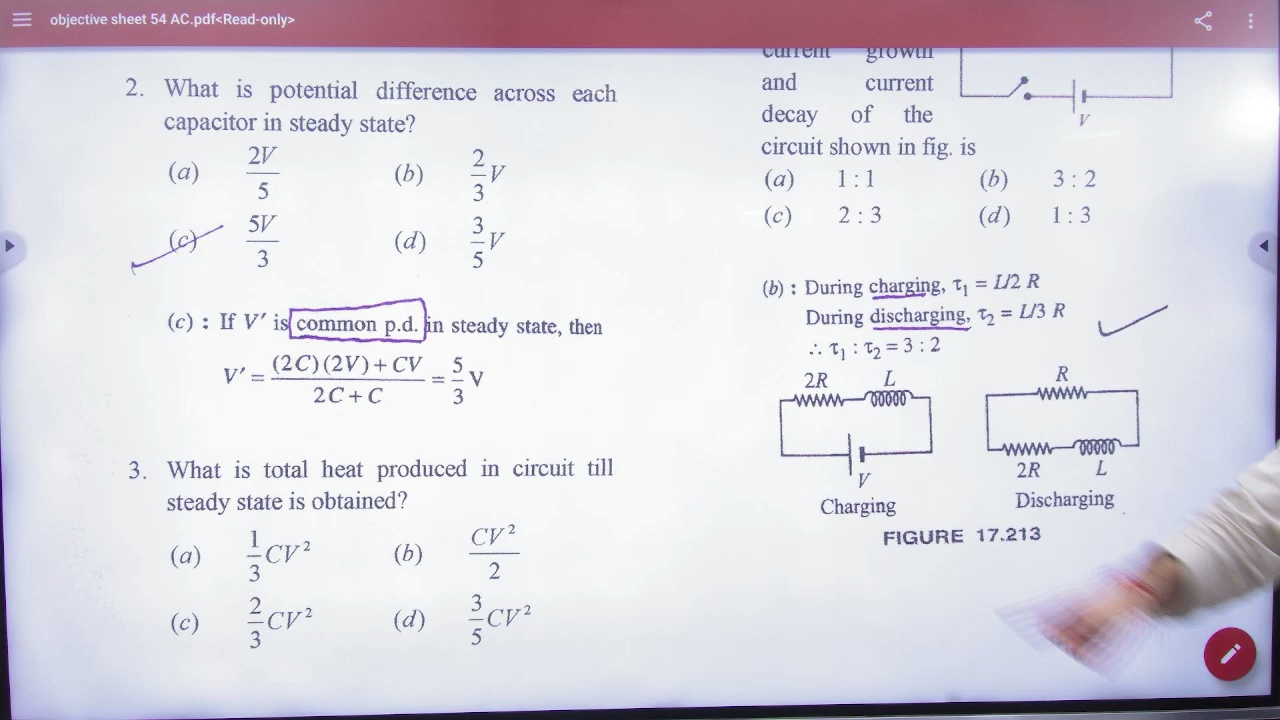 objective sheet 54 AC.pdf<Read-only>
2. What is potential difference across each
capacitor in steady state?
(a) 2V/5 (b) 2/3 V
(c) 5V/3 (d) 3/5 V
(c) : If V′ is common p.d. in steady state, then
V′ = (2C)(2V) + CV / 2C + C = 5/3 V
3. What is total heat produced in circuit till
steady state is obtained?
(a) 1/3 CV² (b) CV²/2
(c) 2/3 CV² (d) 3/5 CV²
current growth
and current
decay of the
circuit shown in fig. is
V
(a) 1 : 1 (b) 3 : 2
(c) 2 : 3 (d) 1 : 3
(b) : During charging, τ₁ = L/2 R
During discharging, τ₂ = L/3 R
∴ τ₁ : τ₂ = 3 : 2
2R L
V
Charging
R
2R L
Discharging
FIGURE 17.213